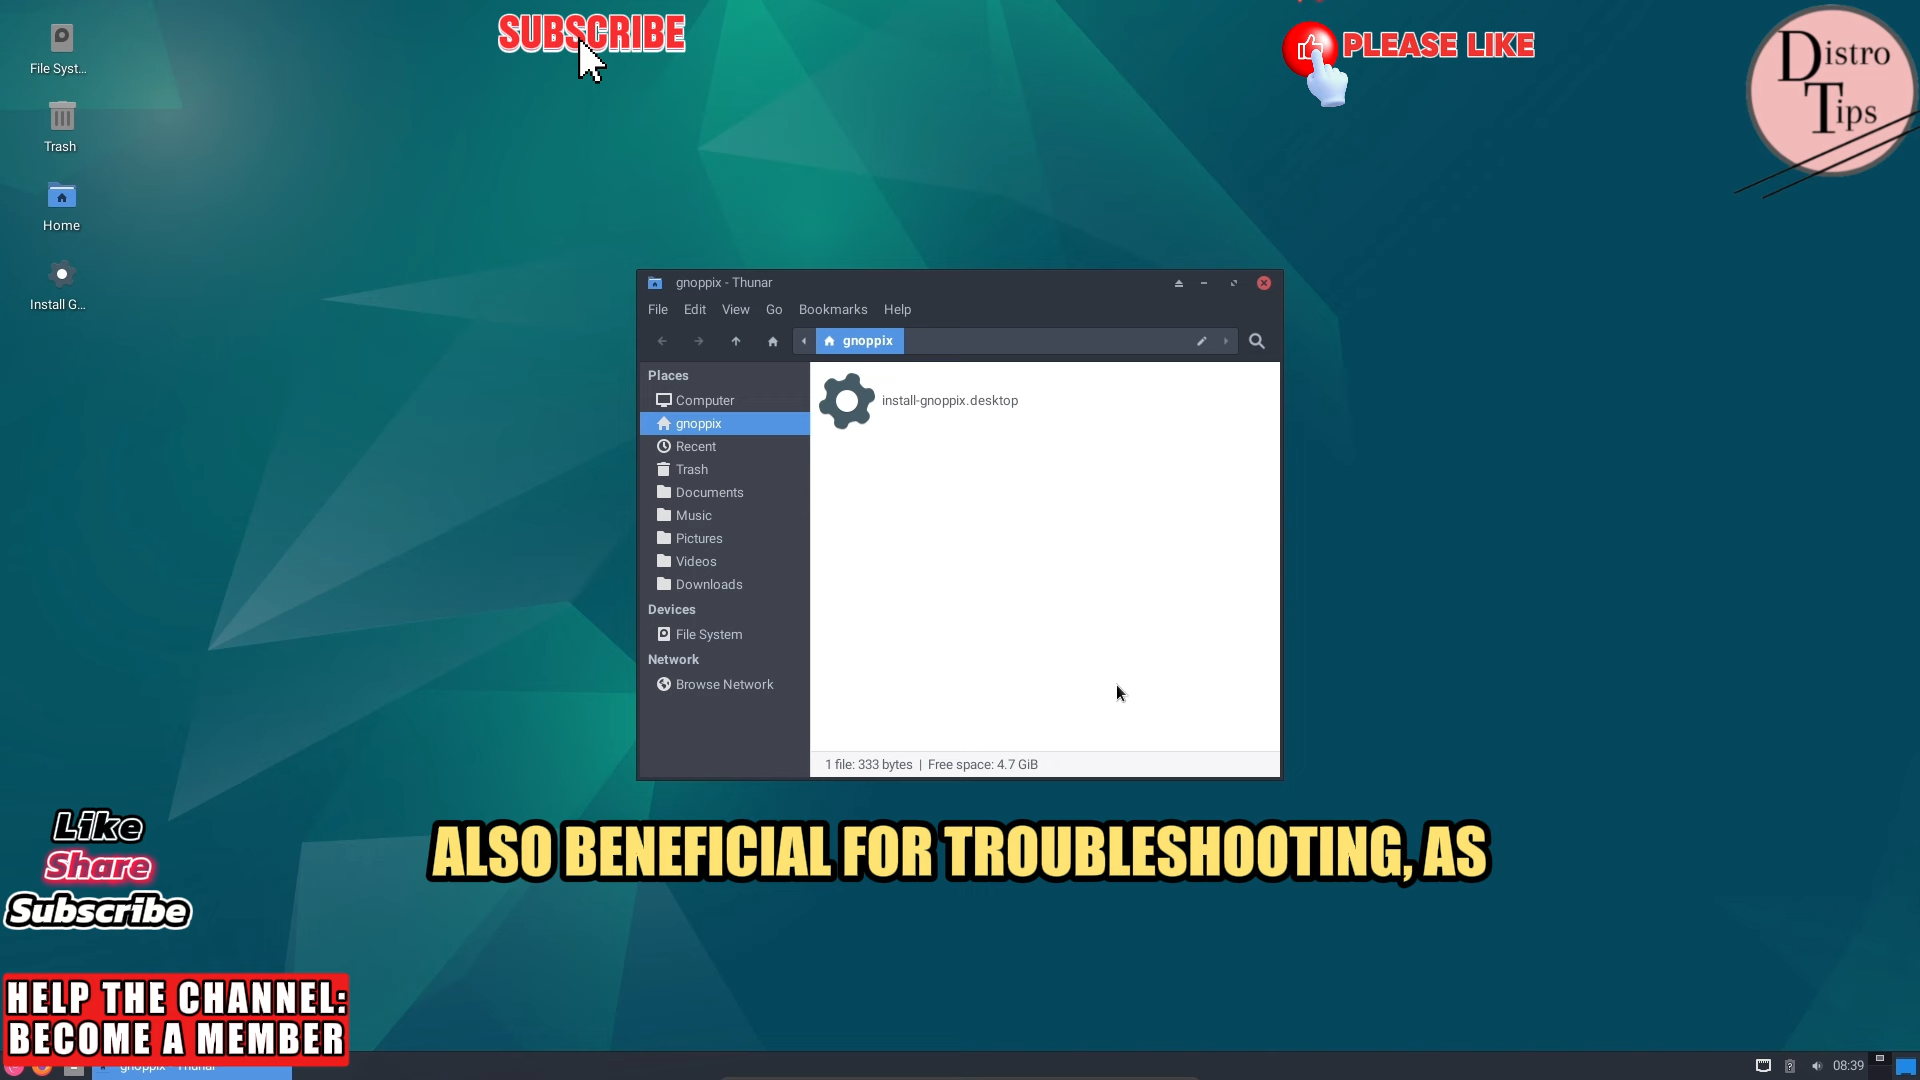 SUBSCRIBE
PLEASE LIKE
Distro
Tips
File Syst...
Trash
Home
Install G...
gnoppix - Thunar
File Edit View Go Bookmarks Help
gnoppix
Places
Computer
gnoppix
Recent
Trash
Documents
Music
Pictures
Videos
Downloads
Devices
File System
Network
Browse Network
install-gnoppix.desktop
1 file: 333 bytes | Free space: 4.7 GiB
ALSO BENEFICIAL FOR TROUBLESHOOTING, AS
Like
Share
Subscribe
HELP THE CHANNEL:
BECOME A MEMBER
gnoppix - Thunar
08:39